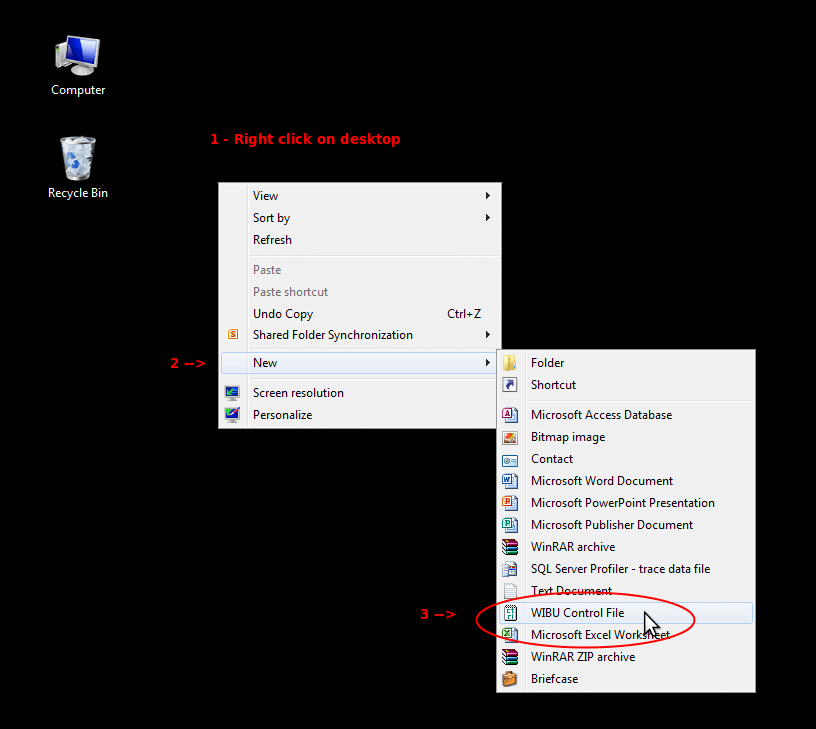 Computer
1 - Right click on desktop
Recycle Bin
View
Sort by
Refresh
Paste
Paste shortcut
Undo Copy Ctrl+Z
S Shared Folder Synchronization
2 --> New
Screen resolution
Personalize
Folder
Shortcut
Microsoft Access Database
Bitmap image
Contact
Microsoft Word Document
Microsoft PowerPoint Presentation
Microsoft Publisher Document
WinRAR archive
SQL Server Profiler - trace data file
Text Document
3 --> WIBU Control File
Microsoft Excel Worksheet
WinRAR ZIP archive
Briefcase